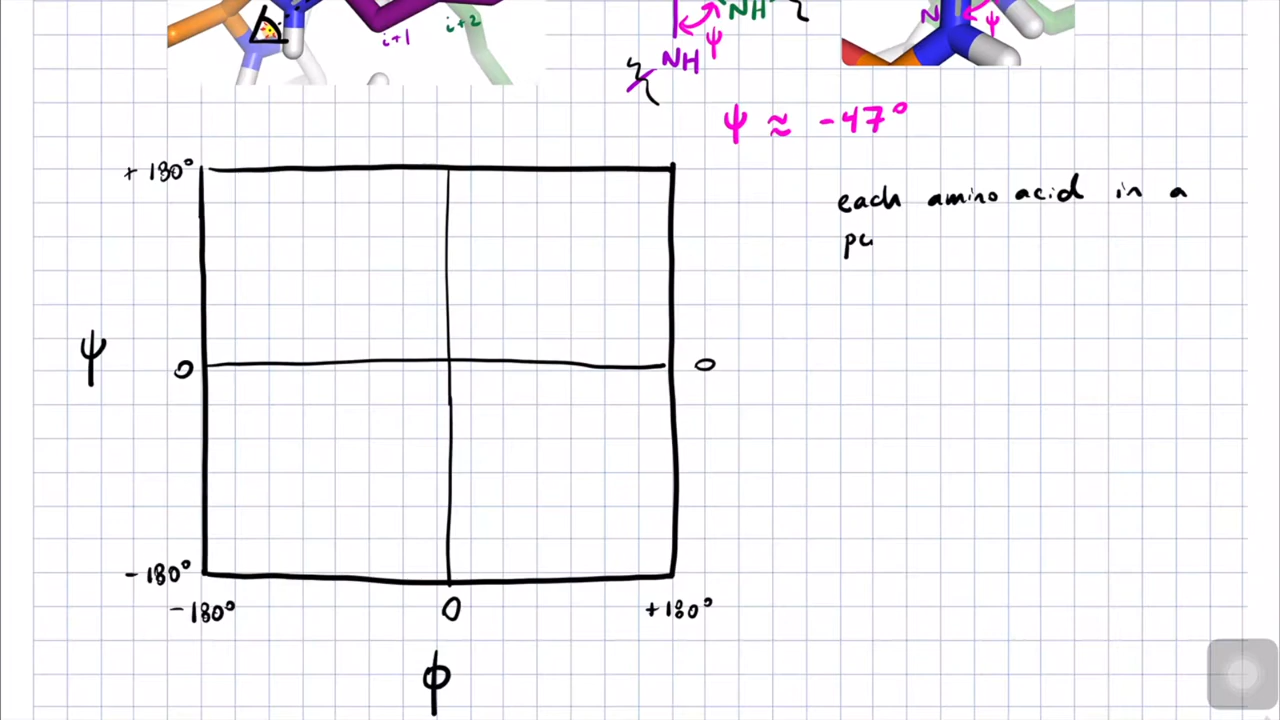 i+1
i+2
NH
ψ
NH
N
ψ
ψ ≈ -47°
+180°
each amino acid in a
ψ
0
0
-180°
-180°
0
+180°
φ